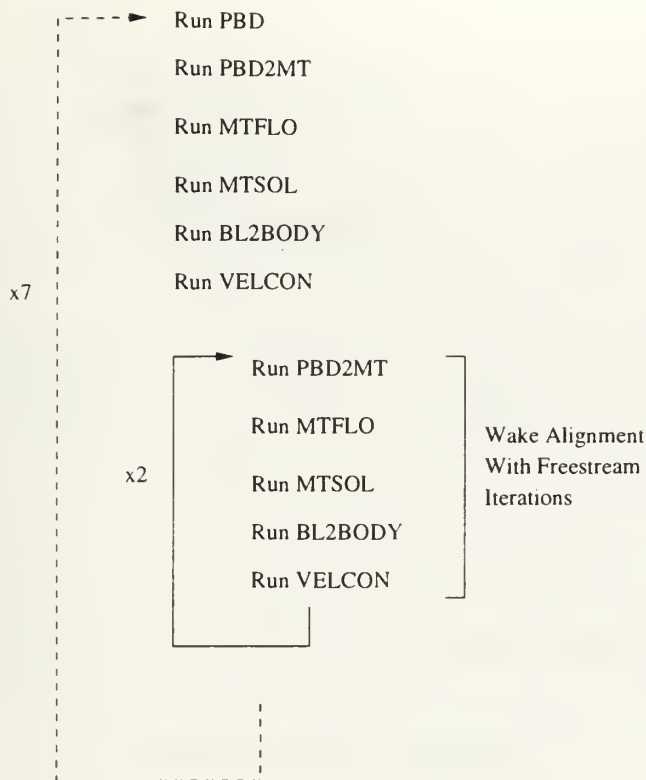 Run PBD
Run PBD2MT
Run MTFLO
Run MTSOL
Run BL2BODY
Run VELCON
x7
Run PBD2MT
Run MTFLO
Run MTSOL
Run BL2BODY
Run VELCON
x2
Wake Alignment
With Freestream
Iterations